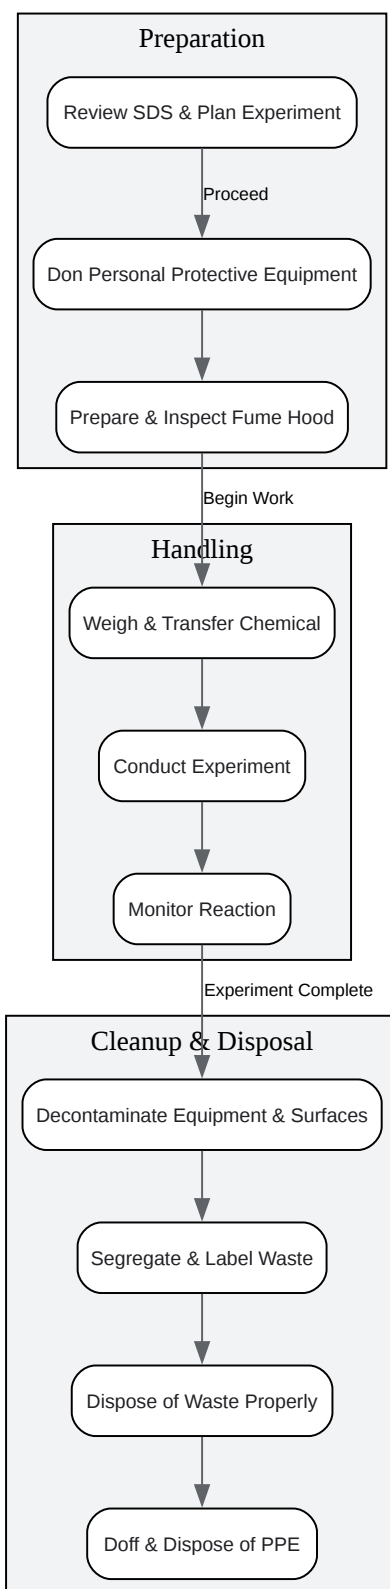 Preparation
Review SDS & Plan Experiment
Proceed
Don Personal Protective Equipment
Prepare & Inspect Fume Hood
Begin Work
Handling
Weigh & Transfer Chemical
Conduct Experiment
Monitor Reaction
Experiment Complete
Cleanup & Disposal
Decontaminate Equipment & Surfaces
Segregate & Label Waste
Dispose of Waste Properly
Doff & Dispose of PPE